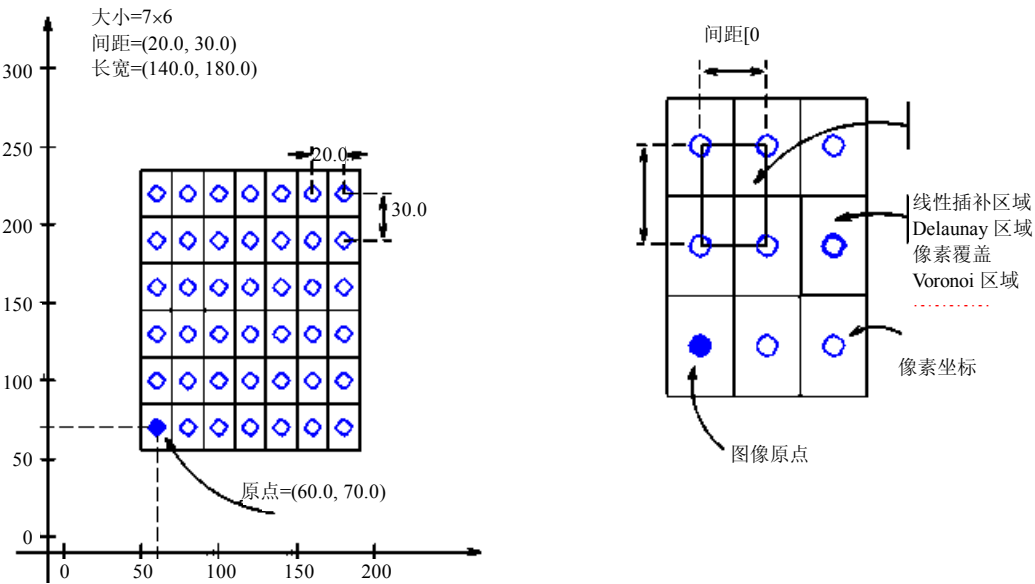 大小=7×6
间距=(20.0, 30.0)
长宽=(140.0, 180.0)
300
250
200
150
100
50
0
0
50
100
150
200
20.0
30.0
原点=(60.0, 70.0)
间距[0
线性插补区域
Delaunay 区域
像素覆盖
Voronoi 区域
像素坐标
图像原点